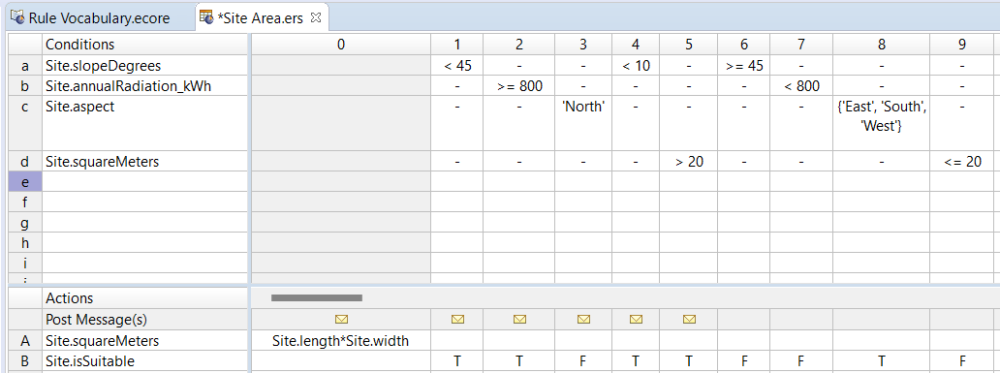 Rule Vocabulary.ecore *Site Area.ers
Conditions 0 1 2 3 4 5 6 7 8 9
a Site.slopeDegrees < 45 - - < 10 - >= 45 - - -
b Site.annualRadiation_kWh - >= 800 - - - - < 800 - -
c Site.aspect - - 'North' - - - - {'East', 'South', -
'West'}
d Site.squareMeters - - - - > 20 - - - <= 20
e
f
g
h
i
Actions
Post Message(s)
A Site.squareMeters Site.length*Site.width
B Site.isSuitable T T F T T F F T F